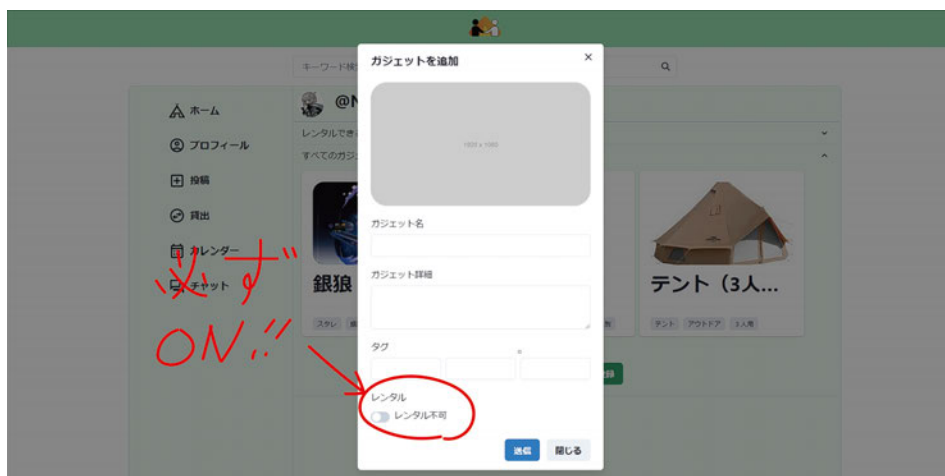 キーワード検
ガジェットを追加
×
@N
ホーム
プロフィール
投稿
貸出
カレンダー
チャット
レンタルでき
すべてのガジ
1920 x 1080
ガジェット名
ガジェット詳細
タグ
レンタル
レンタル不可
送信
閉じる
銀狼
スタレ
テント（3人...
テント アウトドア 3人用
必ず
ON!!